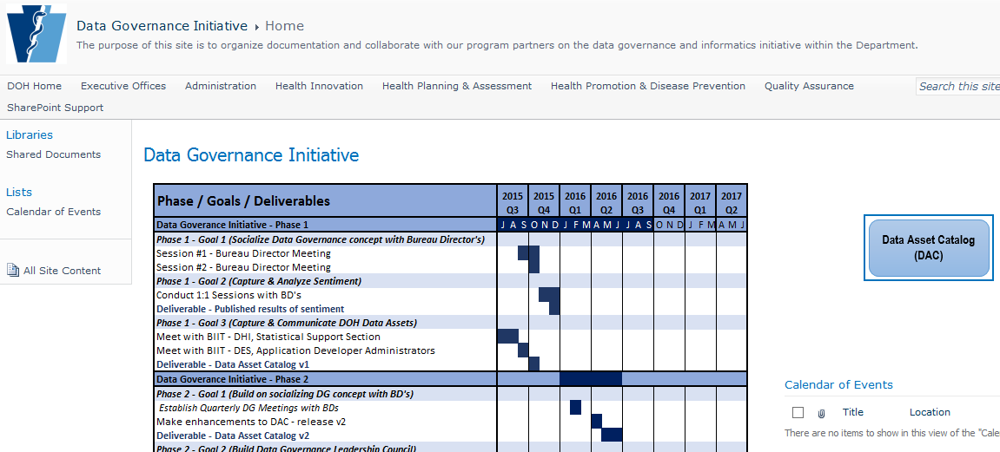 Data Governance Initiative ▸ Home
The purpose of this site is to organize documentation and collaborate with our program partners on the data governance and informatics initiative within the Department.
DOH Home Executive Offices Administration Health Innovation Health Planning & Assessment Health Promotion & Disease Prevention Quality Assurance
Search this site
SharePoint Support
Libraries
Shared Documents
Lists
Calendar of Events
All Site Content
Data Governance Initiative
Phase / Goals / Deliverables
2015 2015 2016 2016 2016 2016 2017 2017
Q3 Q4 Q1 Q2 Q3 Q4 Q1 Q2
Data Goverance Initiative - Phase 1 J A S O N D J F M A M J J A S O N D J F M A M J
Phase 1 - Goal 1 (Socialize Data Governance concept with Bureau Director's)
Session #1 - Bureau Director Meeting
Session #2 - Bureau Director Meeting
Phase 1 - Goal 2 (Capture & Analyze Sentiment)
Conduct 1:1 Sessions with BD's
Deliverable - Published results of sentiment
Phase 1 - Goal 3 (Capture & Communicate DOH Data Assets)
Meet with BIIT - DHI, Statistical Support Section
Meet with BIIT - DES, Application Developer Administrators
Deliverable - Data Asset Catalog v1
Data Goverance Initiative - Phase 2
Phase 2 - Goal 1 (Build on socializing DG concept with BD's)
Establish Quarterly DG Meetings with BDs
Make enhancements to DAC - release v2
Deliverable - Data Asset Catalog v2
Phase 2 - Goal 2 (Build Data Governance Leadership Council)
Data Asset Catalog
(DAC)
Calendar of Events
Title Location
There are no items to show in this view of the "Cale